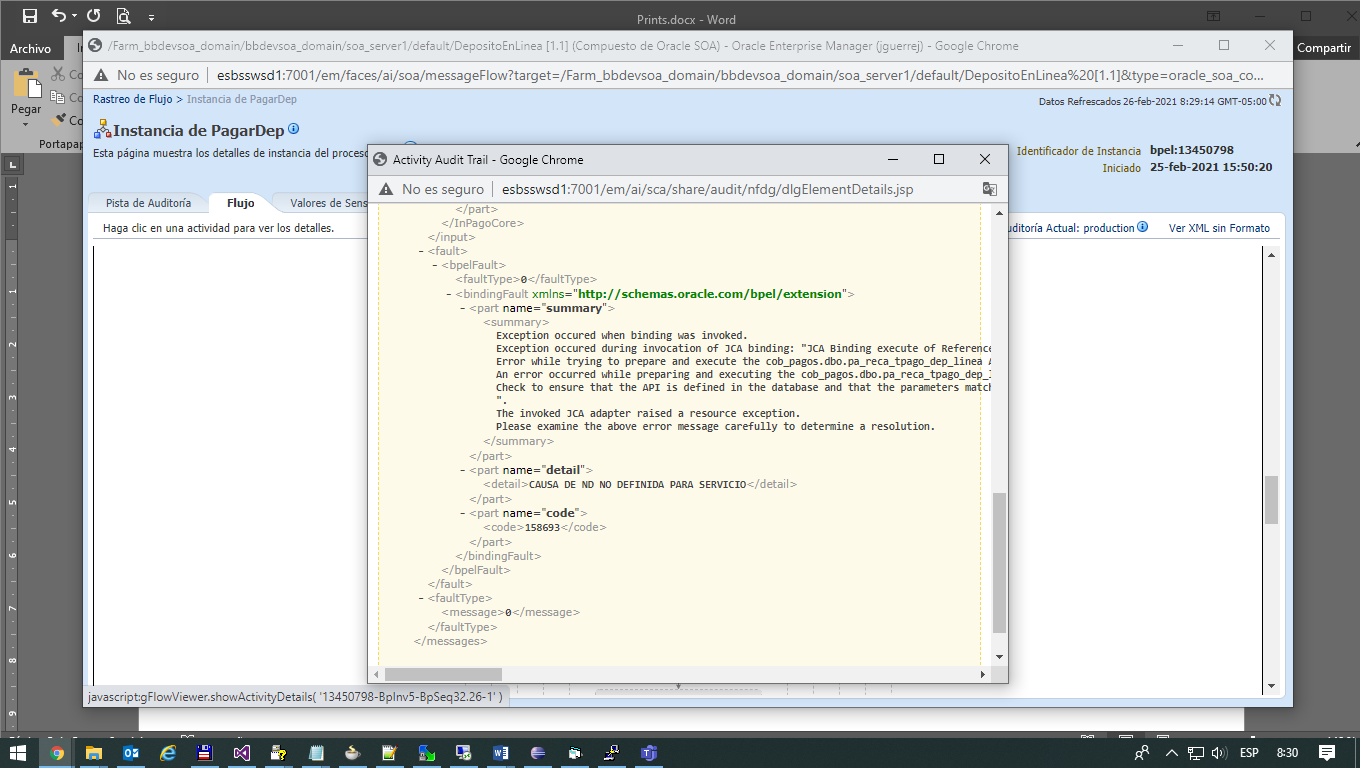 Prints.docx - Word
Archivo
Compartir
Pegar
Portapap
/Farm_bbdevsoa_domain/bbdevsoa_domain/soa_server1/default/DepositoEnLinea [1.1] (Compuesto de Oracle SOA) - Oracle Enterprise Manager (jguerrej) - Google Chrome
No es seguro | esbsswsd1:7001/em/faces/ai/soa/messageFlow?target=/Farm_bbdevsoa_domain/bbdevsoa_domain/soa_server1/default/DepositoEnLinea%20[1.1]&type=oracle_soa_co...
Rastreo de Flujo > Instancia de PagarDep
Datos Refrescados 26-feb-2021 8:29:14 GMT-05:00
Instancia de PagarDep
Esta página muestra los detalles de instancia del proceso
Identificador de Instancia bpel:13450798
Iniciado 25-feb-2021 15:50:20
Pista de Auditoría
Flujo
Valores de Sens
Haga clic en una actividad para ver los detalles.
uditoría Actual: production
Ver XML sin Formato
Activity Audit Trail - Google Chrome
No es seguro | esbsswsd1:7001/em/ai/sca/share/audit/nfdg/dlgElementDetails.jsp
</part>
</InPagoCore>
</input>
- <fault>
- <bpelFault>
<faultType>0</faultType>
- <bindingFault xmlns="http://schemas.oracle.com/bpel/extension">
- <part name="summary">
<summary>
Exception occured when binding was invoked.
Exception occured during invocation of JCA binding: "JCA Binding execute of Reference
Error while trying to prepare and execute the cob_pagos.dbo.pa_reca_tpago_dep_linea A
An error occurred while preparing and executing the cob_pagos.dbo.pa_reca_tpago_dep_l
Check to ensure that the API is defined in the database and that the parameters match
".
The invoked JCA adapter raised a resource exception.
Please examine the above error message carefully to determine a resolution.
</summary>
</part>
- <part name="detail">
<detail>CAUSA DE ND NO DEFINIDA PARA SERVICIO</detail>
</part>
- <part name="code">
<code>158693</code>
</part>
</bindingFault>
</bpelFault>
</fault>
- <faultType>
<message>0</message>
</faultType>
</messages>
javascript:gFlowViewer.showActivityDetails( '13450798-BpInv5-BpSeq32.26-1' )
ESP
8:30